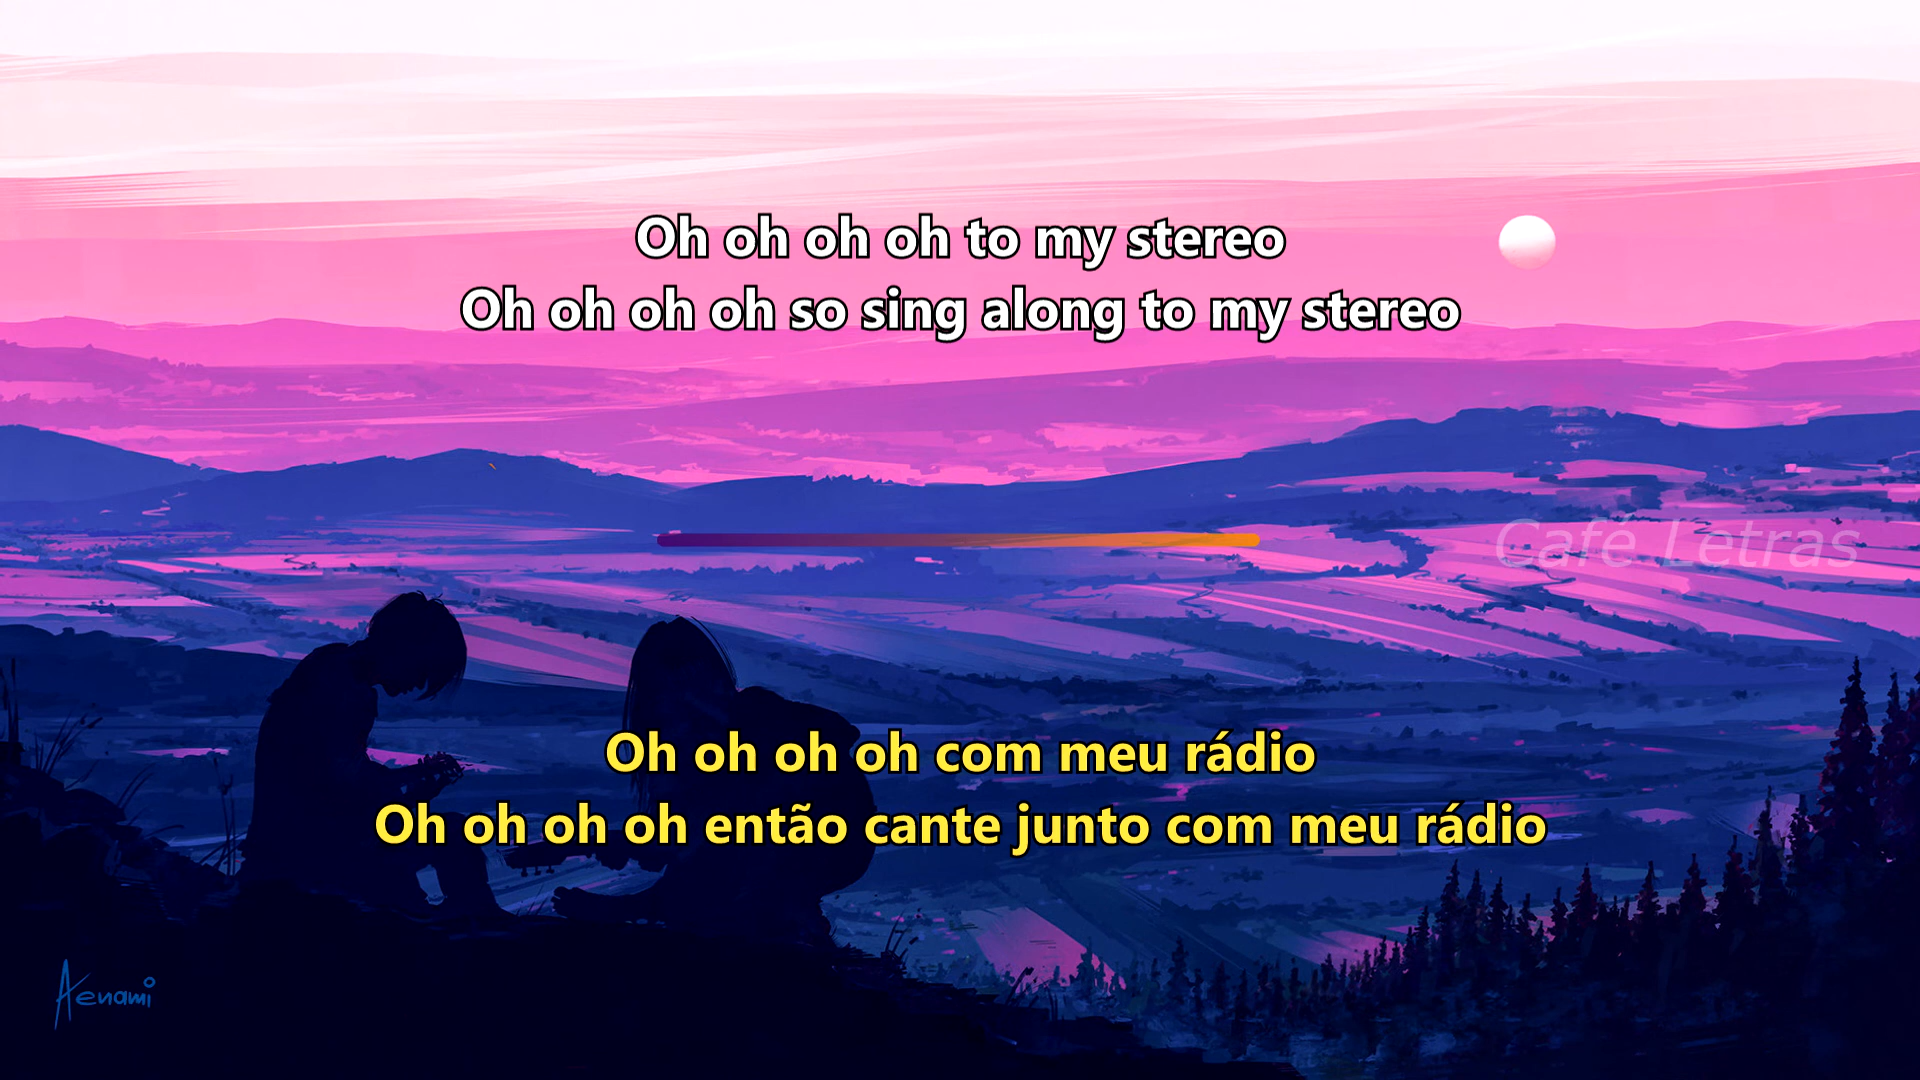 Oh oh oh oh to my stereo
Oh oh oh oh so sing along to my stereo
Café Letras
Oh oh oh oh com meu rádio
Oh oh oh oh então cante junto com meu rádio
Aenami